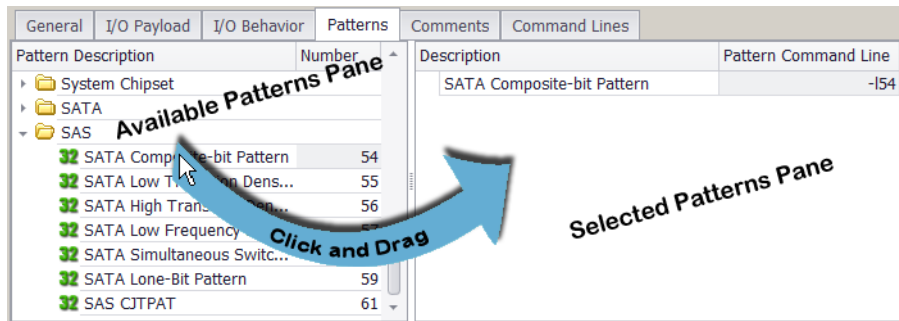 General I/O Payload I/O Behavior Patterns Comments Command Lines
Pattern Description Number Description Pattern Command Line
System Chipset SATA Composite-bit Pattern -l54
SATA
SAS
Available Patterns Pane
32 SATA Composite-bit Pattern 54
32 SATA Low Dens... 55
32 SATA High 56
32 SATA Low Frequency 57
32 SATA Simultaneous Switc...
32 SATA Lone-Bit Pattern 59
32 SAS CJTPAT 61
Click and Drag
Selected Patterns Pane